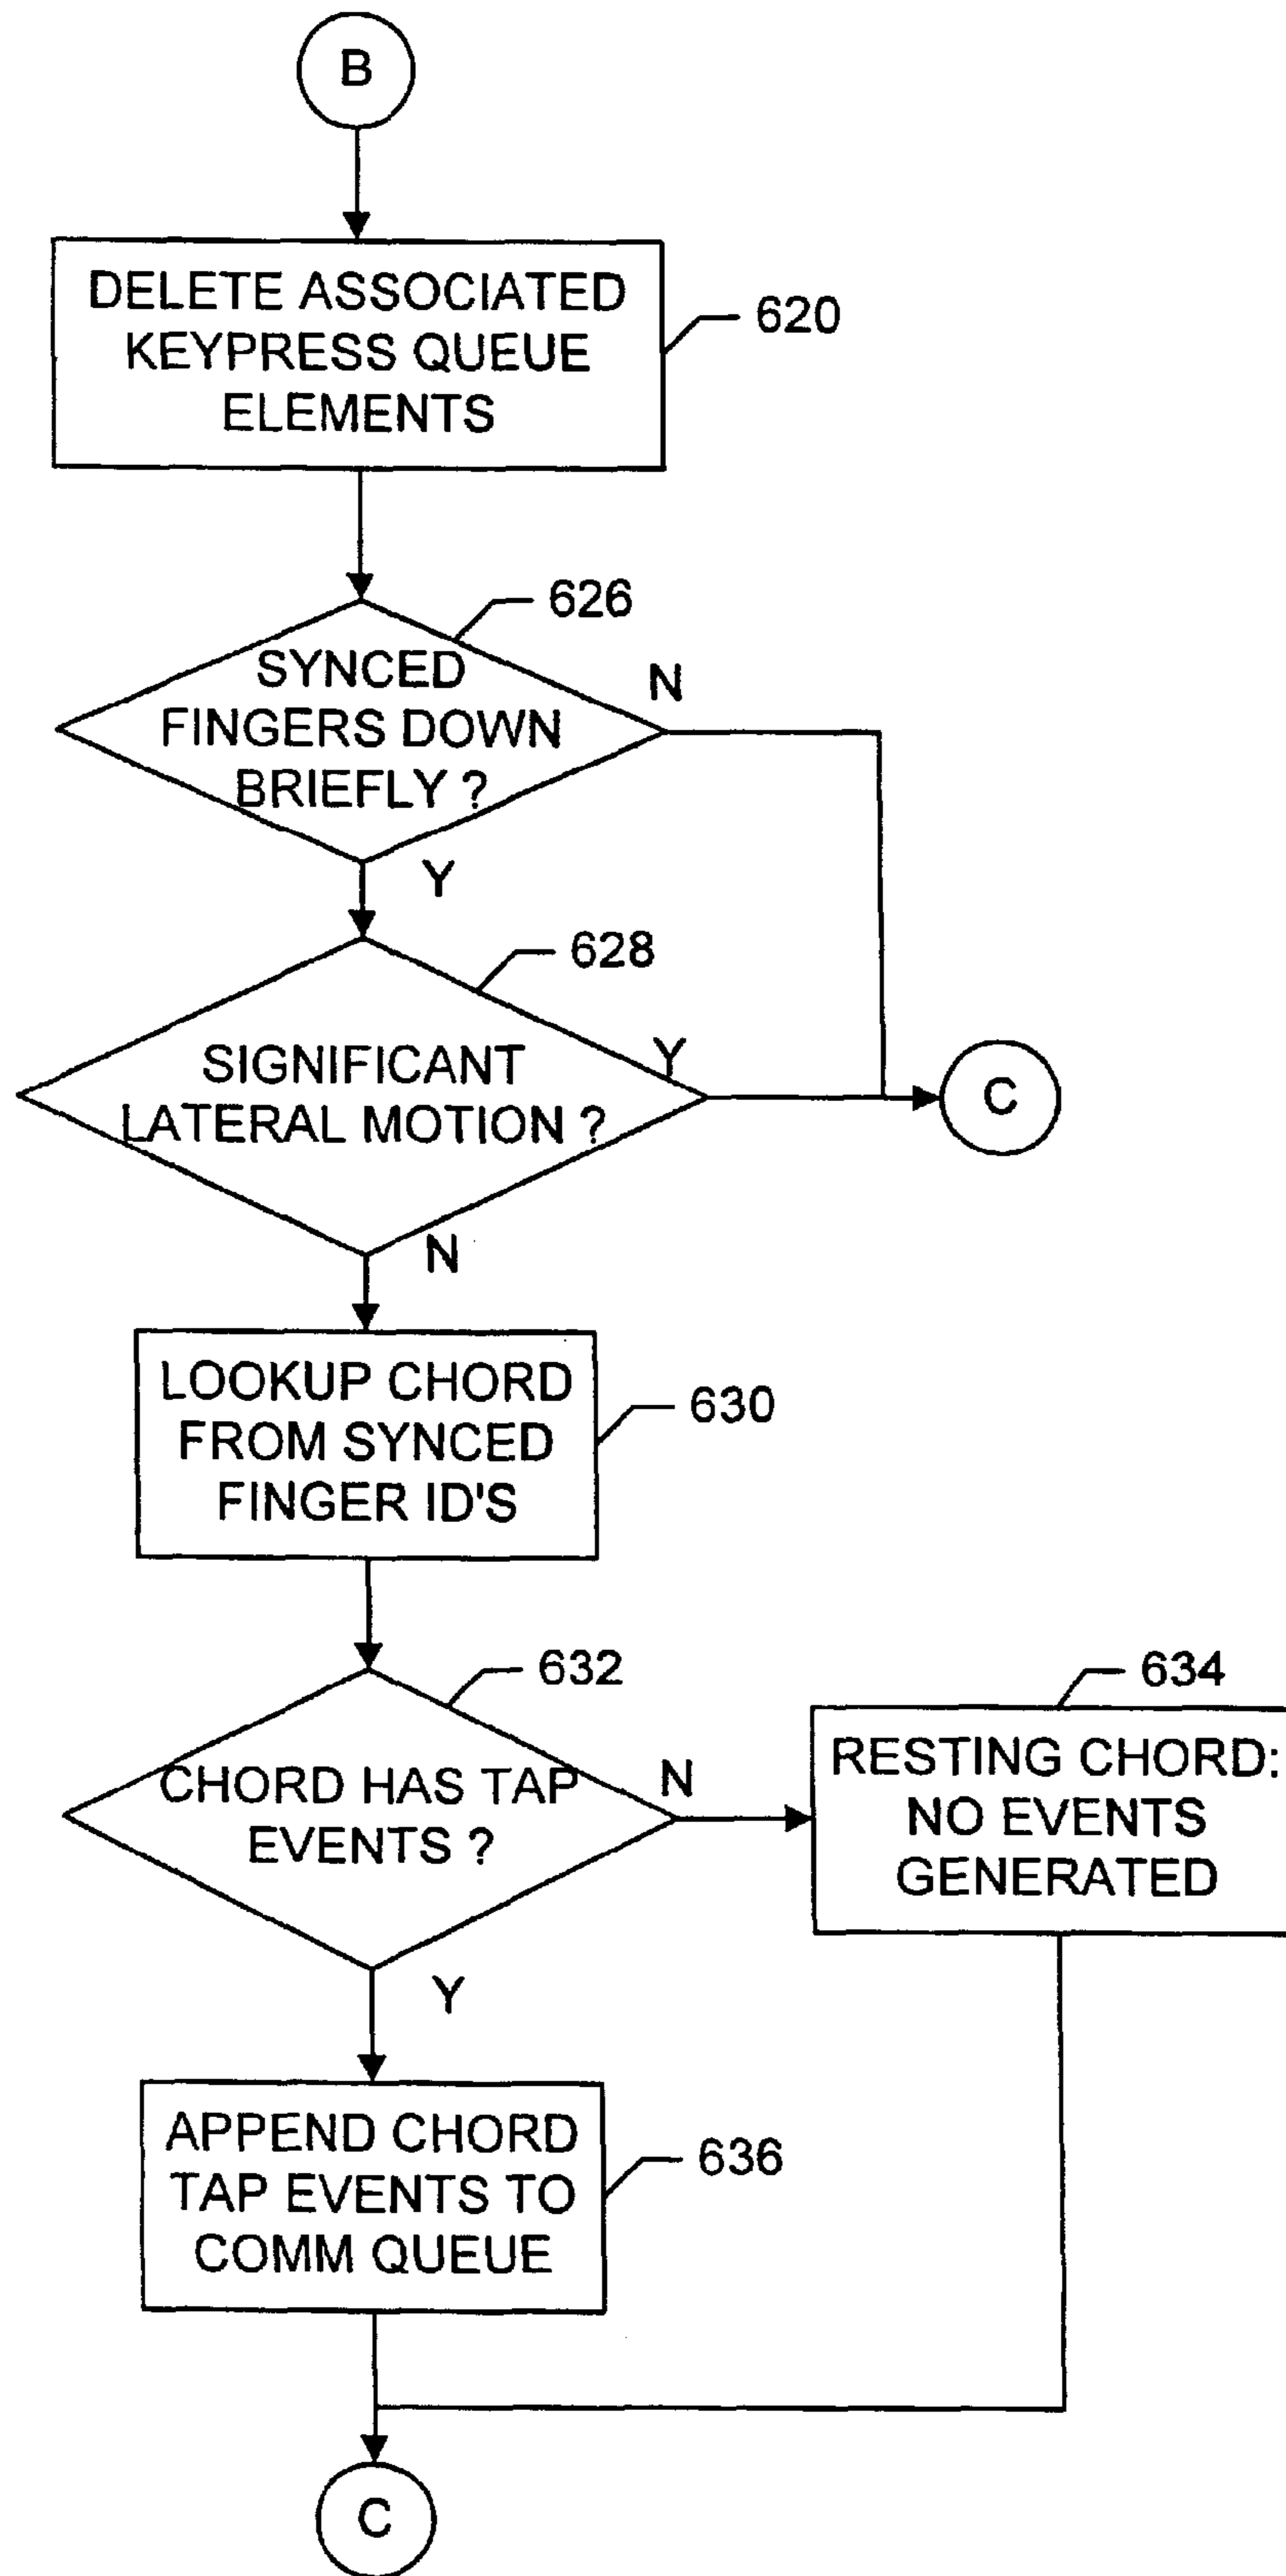 B
DELETE ASSOCIATED
KEYPRESS QUEUE
ELEMENTS
620
626
SYNCED
FINGERS DOWN
BRIEFLY ?
N
Y
628
SIGNIFICANT
LATERAL MOTION ?
Y
C
N
LOOKUP CHORD
FROM SYNCED
FINGER ID'S
630
632
CHORD HAS TAP
EVENTS ?
N
634
RESTING CHORD:
NO EVENTS
GENERATED
Y
APPEND CHORD
TAP EVENTS TO
COMM QUEUE
636
C